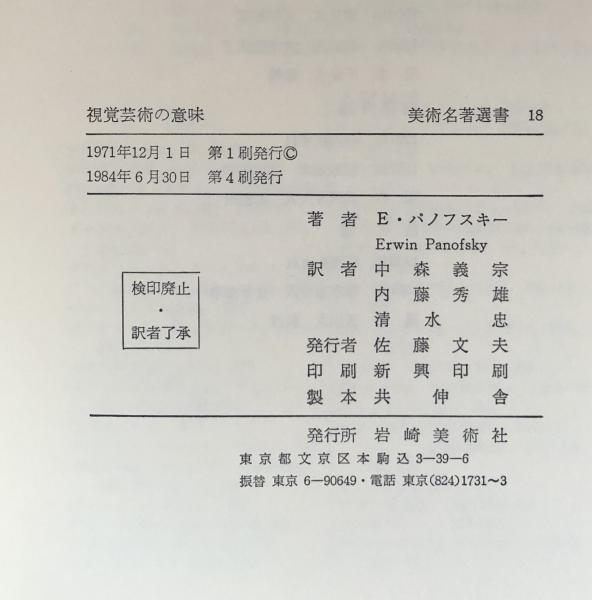 視覚芸術の意味 美術名著選書 18
1971年12月1日 第1刷発行©
1984年6月30日 第4刷発行
著者 E・パノフスキー
Erwin Panofsky
訳者 中森義宗
内藤秀雄
清水忠
発行者 佐藤文夫
印刷 新興印刷
製本 共伸舎
検印廃止
・
訳者了承
発行所 岩崎美術社
東京都文京区本駒込3—39—6
振替 東京 6—90649・電話 東京(824)1731〜3